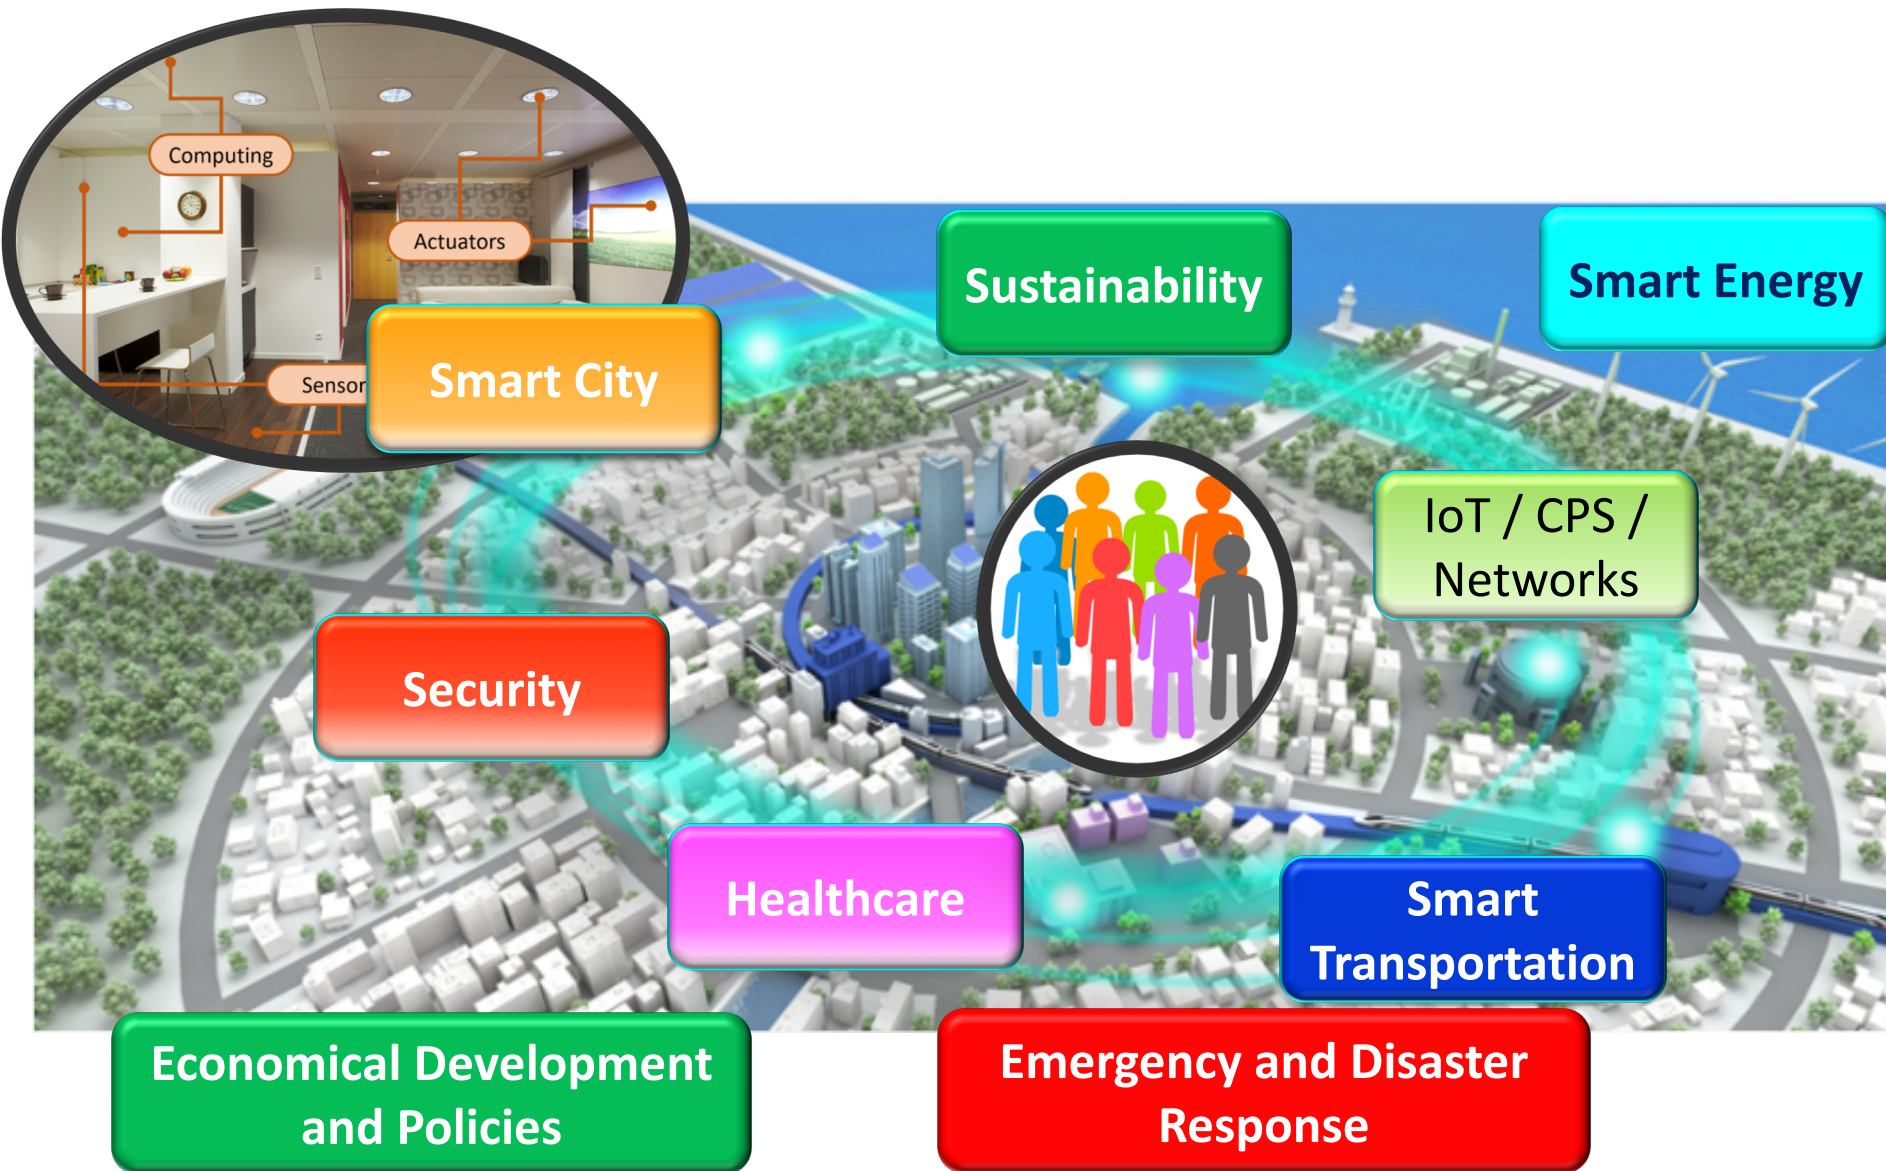 Computing
Actuators
Sensor
Smart City
Sustainability
Smart Energy
IoT / CPS /
Networks
Security
Healthcare
Smart
Transportation
Economical Development
and Policies
Emergency and Disaster
Response